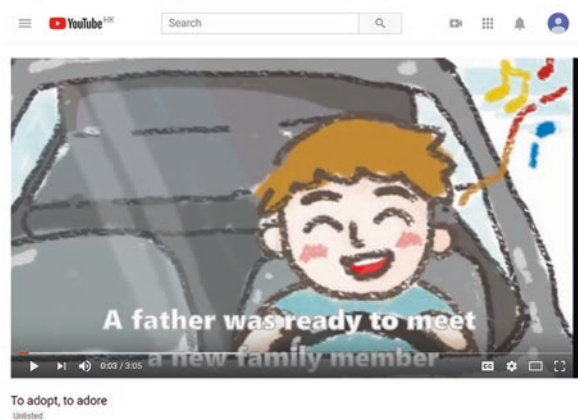 YouTube HK
Search
A father was ready to meet
a new family member
0:03 / 3:05
CC
To adopt, to adore
Unlisted